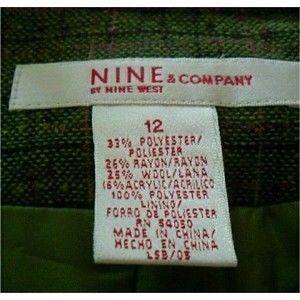 NINE & COMPANY
BY NINE WEST
12
33% POLYESTER/
POLIESTER
26% RAYON/RAYON
25% WOOL/LANA
16% ACRYLIC/ACRILICO
100% POLYESTER
LINING/
FORRO DE POLIESTER
RN 54050
MADE IN CHINA/
HECHO EN CHINA
LSB/05